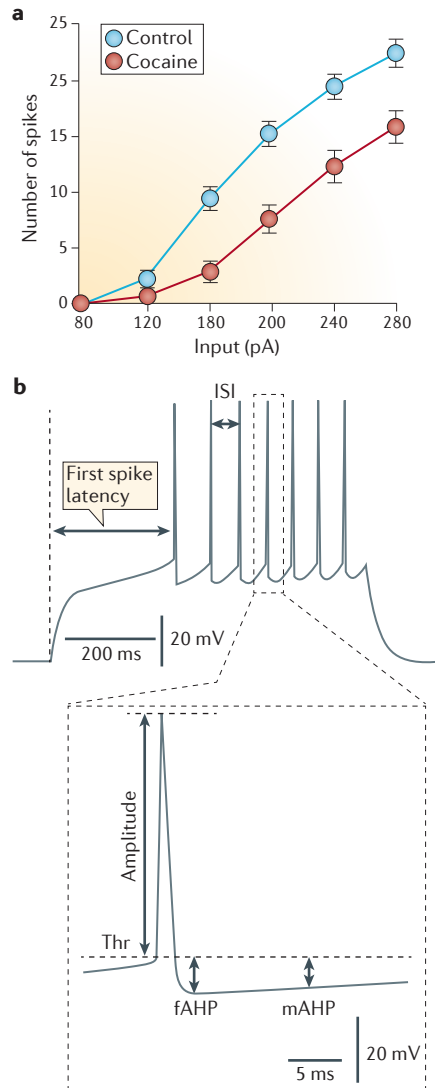 a
Control
Cocaine
Number of spikes
25
25
15
10
5
0
80
120
180
200
240
280
Input (pA)
b
ISI
First spike
latency
20 mV
200 ms
Amplitude
Thr
fAHP
mAHP
20 mV
5 ms